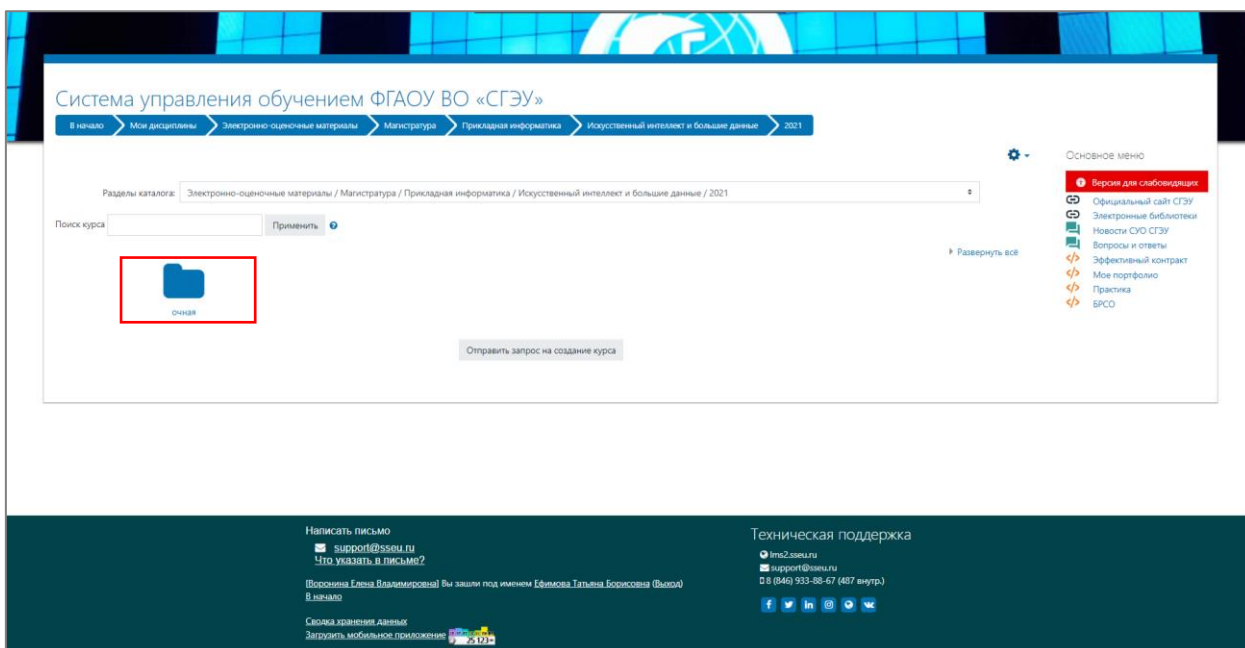 Система управления обучением ФГАОУ ВО «СГЭУ»
В начало Мои дисциплины Электронно-оценочные материалы Магистратура Прикладная информатика Искусственный интеллект и большие данные 2021
Разделы каталога: Электронно-оценочные материалы / Магистратура / Прикладная информатика / Искусственный интеллект и большие данные / 2021
Поиск курса Применить
Развернуть всё
очная
Отправить запрос на создание курса
Основное меню
Версия для слабовидящих
Официальный сайт СГЭУ
Электронные библиотеки
Новости СУО СГЭУ
Вопросы и ответы
Эффективный контракт
Мое портфолио
Практика
БРСО
Написать письмо
support@sseu.ru
Что указать в письме?
[Воронина Елена Владимировна] Вы зашли под именем Ефимова Татьяна Борисовна (Выход)
В начало
Сводка хранения данных
Загрузить мобильное приложение
25 123
Техническая поддержка
lms2.sseu.ru
support@sseu.ru
8 (846) 933-88-67 (487 внутр.)